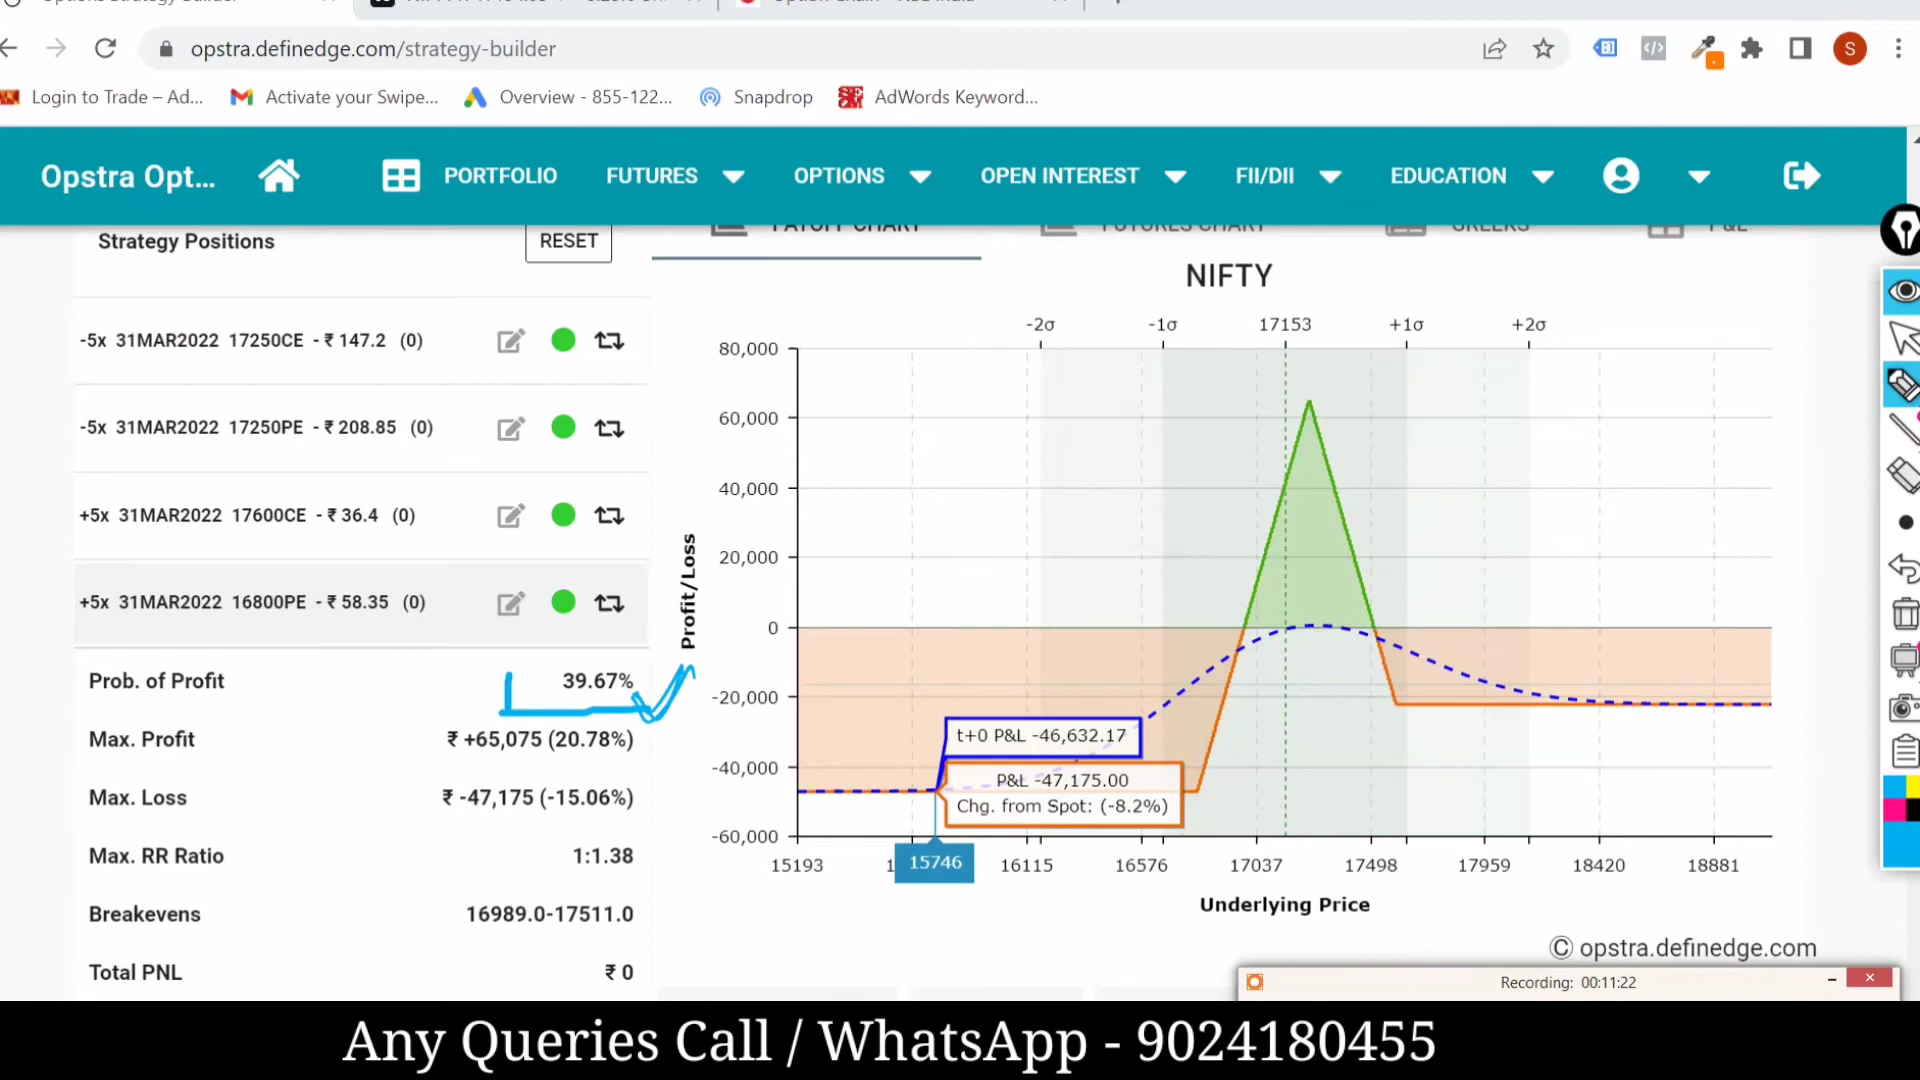 opstra.definedge.com/strategy-builder
S
Login to Trade – Ad...
Activate your Swipe...
Overview - 855-122...
Snapdrop
AdWords Keyword...
Opstra Opt...
PORTFOLIO
FUTURES
OPTIONS
OPEN INTEREST
FII/DII
EDUCATION
Strategy Positions
RESET
PAYOFF CHART
FUTURES CHART
GREEKS
P&L
-5x 31MAR2022 17250CE - ₹ 147.2 (0)
-5x 31MAR2022 17250PE - ₹ 208.85 (0)
+5x 31MAR2022 17600CE - ₹ 36.4 (0)
+5x 31MAR2022 16800PE - ₹ 58.35 (0)
Prob. of Profit 39.67%
Max. Profit ₹ +65,075 (20.78%)
Max. Loss ₹ -47,175 (-15.06%)
Max. RR Ratio 1:1.38
Breakevens 16989.0-17511.0
Total PNL ₹ 0
NIFTY
-2σ -1σ 17153 +1σ +2σ
80,000
60,000
40,000
20,000
0
-20,000
-40,000
-60,000
Profit/Loss
t+0 P&L -46,632.17
P&L -47,175.00
Chg. from Spot: (-8.2%)
15193 15746 16115 16576 17037 17498 17959 18420 18881
Underlying Price
© opstra.definedge.com
Recording: 00:11:22
Any Queries Call / WhatsApp - 9024180455